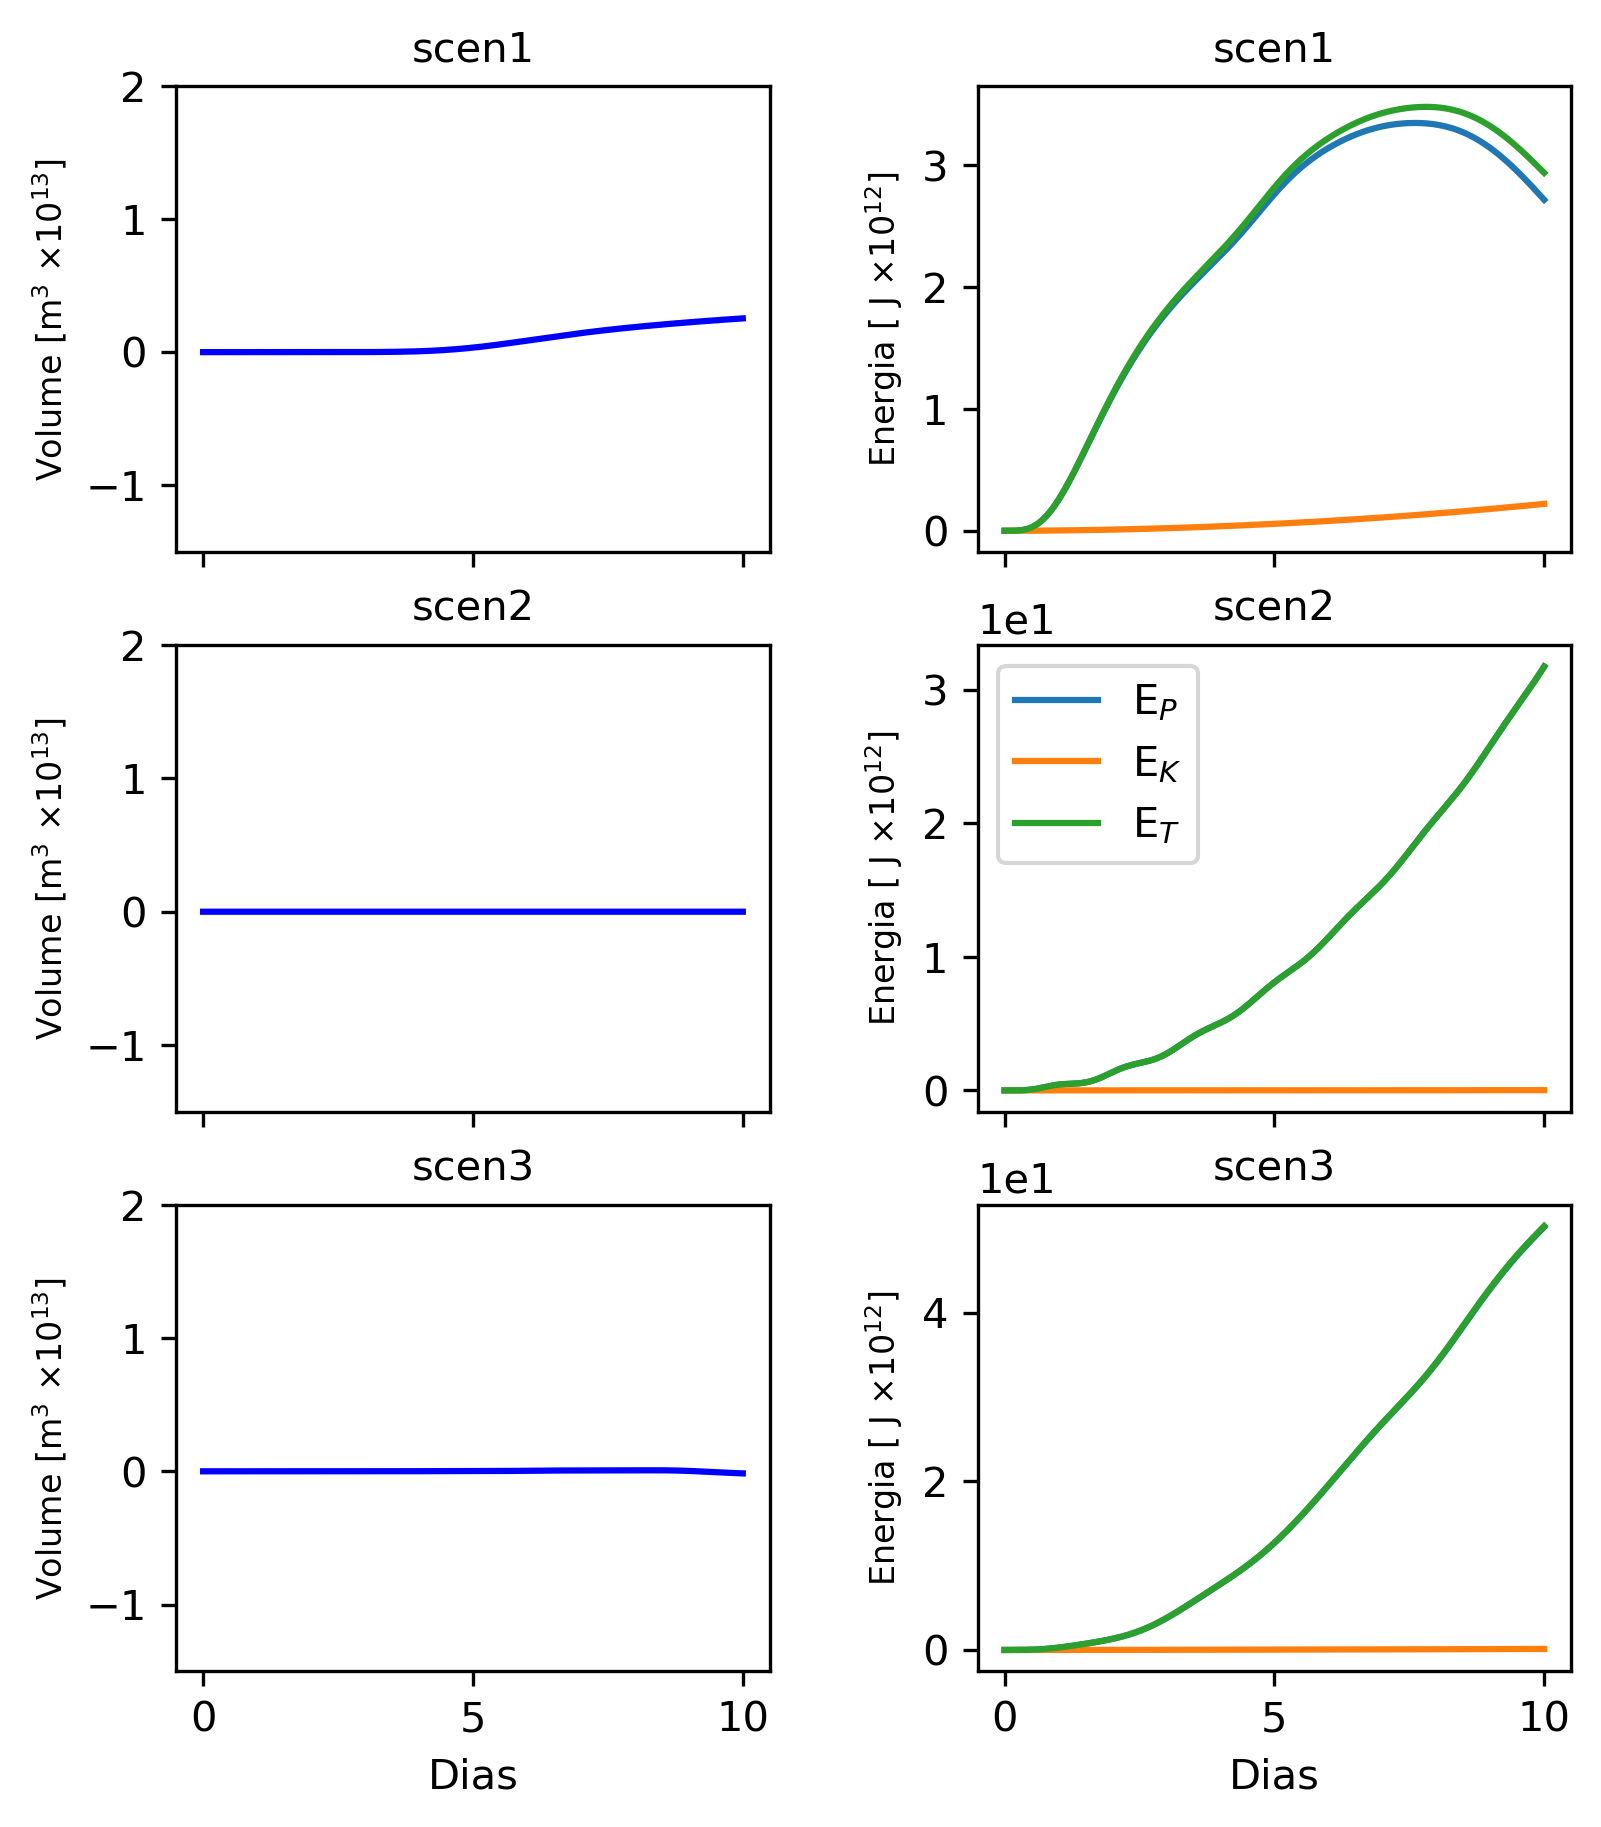 scen1
2
1
0
−1
Volume [m³ ×10¹³]
scen1
3
2
1
0
Energia [ J ×10¹²]
scen2
2
1
0
−1
Volume [m³ ×10¹³]
1e1
scen2
3
2
1
0
Energia [ J ×10¹²]
E_P
E_K
E_T
scen3
2
1
0
−1
Volume [m³ ×10¹³]
0 5 10
Dias
1e1
scen3
4
2
0
Energia [ J ×10¹²]
0 5 10
Dias